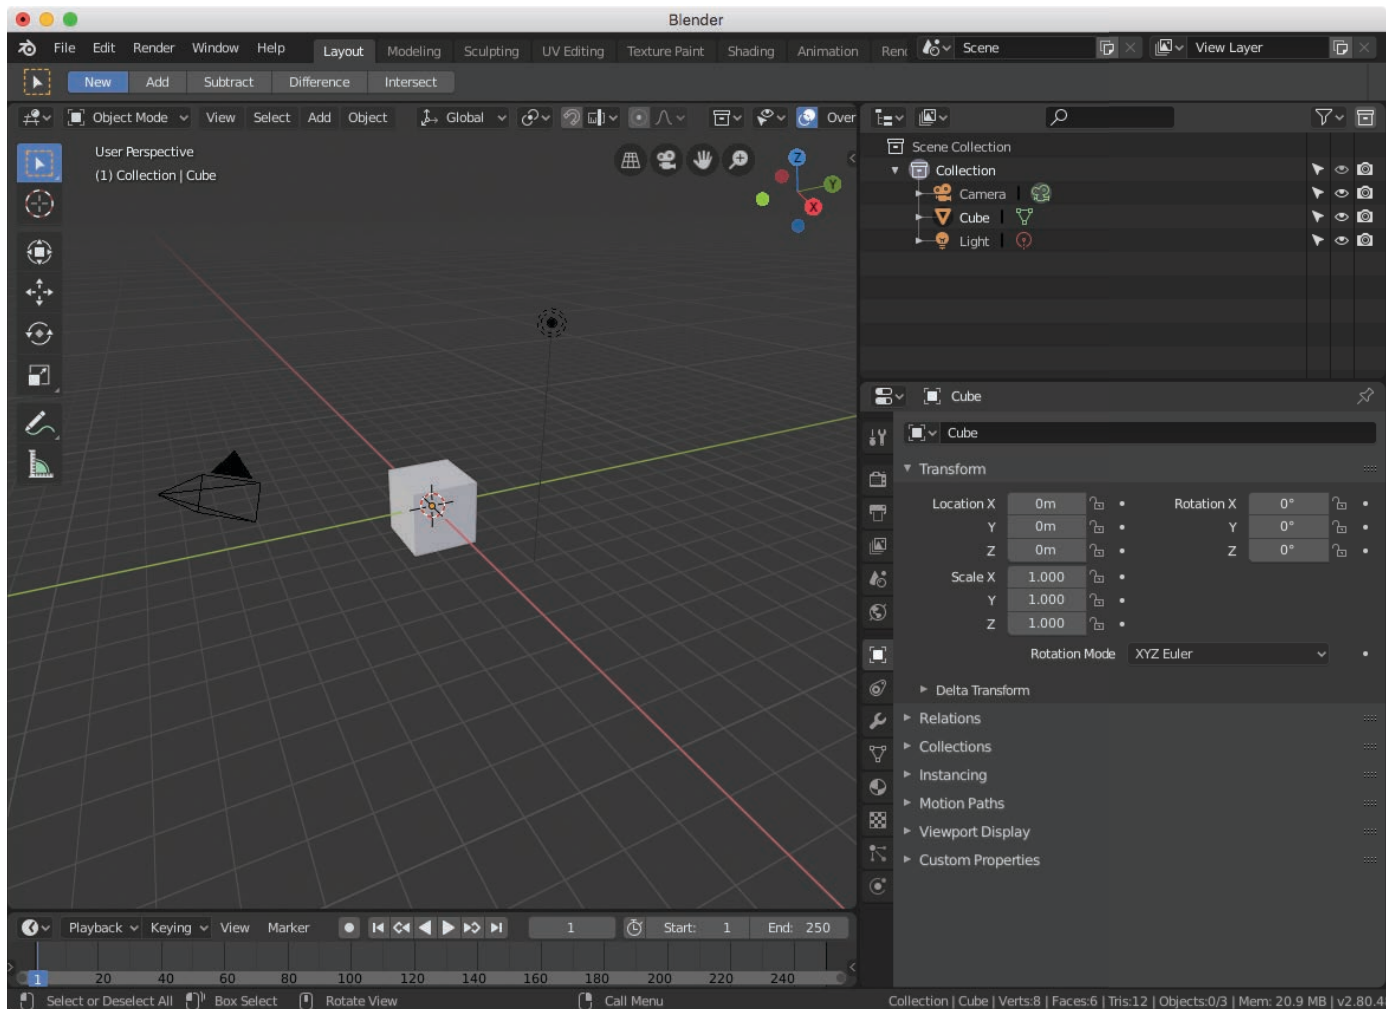 Blender
File Edit Render Window Help Layout Modeling Sculpting UV Editing Texture Paint Shading Animation Scene View Layer
New Add Subtract Difference Intersect
Object Mode View Select Add Object Global Over
User Perspective
(1) Collection | Cube
Z
Y
X
Scene Collection
Collection
Camera
Cube
Light
Cube
Cube
Transform
Location X 0m Rotation X 0°
Y 0m Y 0°
Z 0m Z 0°
Scale X 1.000
Y 1.000
Z 1.000
Rotation Mode XYZ Euler
Delta Transform
Relations
Collections
Instancing
Motion Paths
Viewport Display
Custom Properties
Playback Keying View Marker 1 Start: 1 End: 250
1 20 40 60 80 100 120 140 160 180 200 220 240
Select or Deselect All Box Select Rotate View Call Menu Collection | Cube | Verts:8 | Faces:6 | Tris:12 | Objects:0/3 | Mem: 20.9 MB | v2.80.4